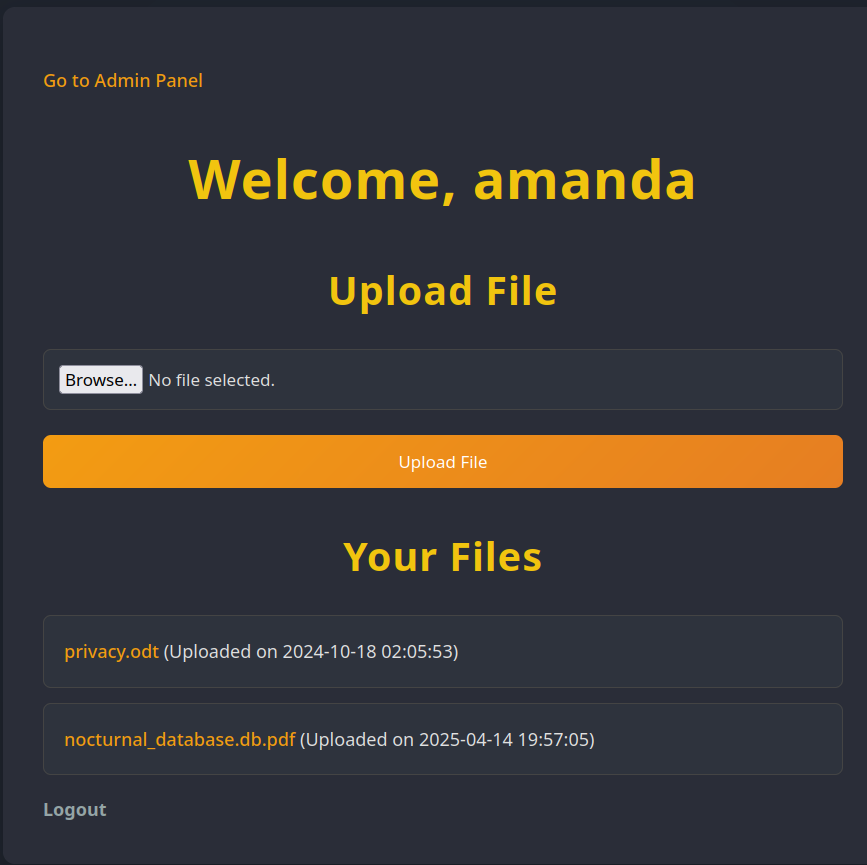 Go to Admin Panel
Welcome, amanda
Upload File
Browse... No file selected.
Upload File
Your Files
privacy.odt (Uploaded on 2024-10-18 02:05:53)
nocturnal_database.db.pdf (Uploaded on 2025-04-14 19:57:05)
Logout